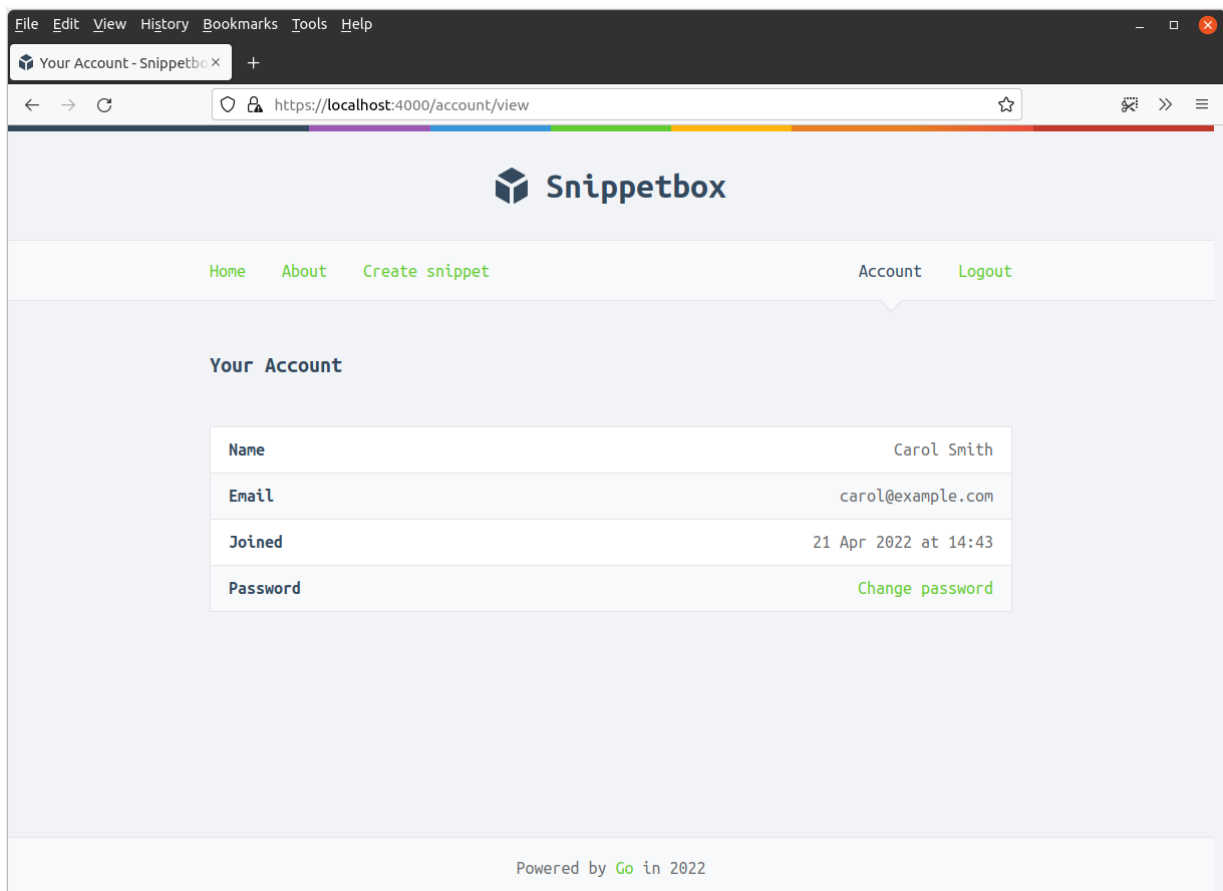 File Edit View History Bookmarks Tools Help
Your Account - Snippetbo
https://localhost:4000/account/view
Snippetbox
Home About Create snippet Account Logout
Your Account
Name Carol Smith
Email carol@example.com
Joined 21 Apr 2022 at 14:43
Password Change password
Powered by Go in 2022